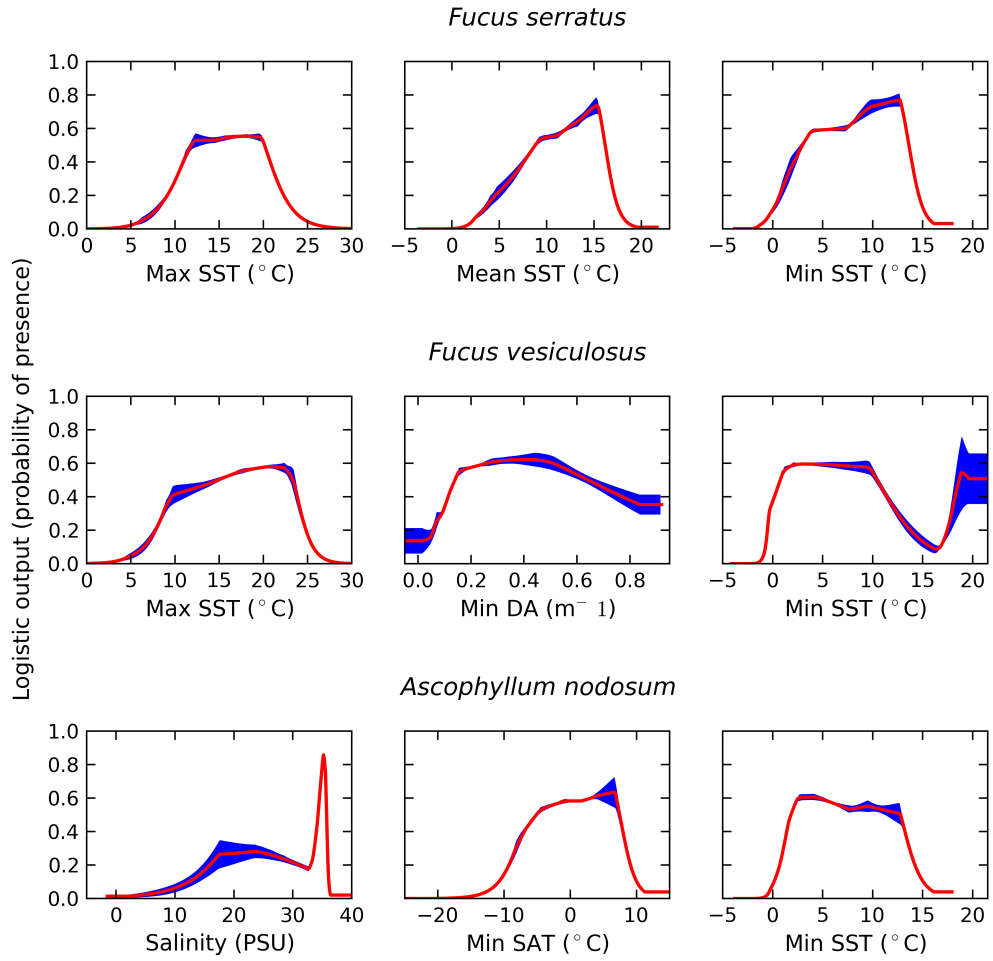 Fucus serratus
1.0
0.8
0.6
0.4
0.2
0.0
0 5 10 15 20 25 30
Max SST (°C)
−5 0 5 10 15 20
Mean SST (°C)
−5 0 5 10 15 20
Min SST (°C)
Logistic output (probability of presence)
Fucus vesiculosus
1.0
0.8
0.6
0.4
0.2
0.0
0 5 10 15 20 25 30
Max SST (°C)
0.0 0.2 0.4 0.6 0.8
Min DA (m⁻ 1)
−5 0 5 10 15 20
Min SST (°C)
Ascophyllum nodosum
1.0
0.8
0.6
0.4
0.2
0.0
0 10 20 30 40
Salinity (PSU)
−20 −10 0 10
Min SAT (°C)
−5 0 5 10 15 20
Min SST (°C)